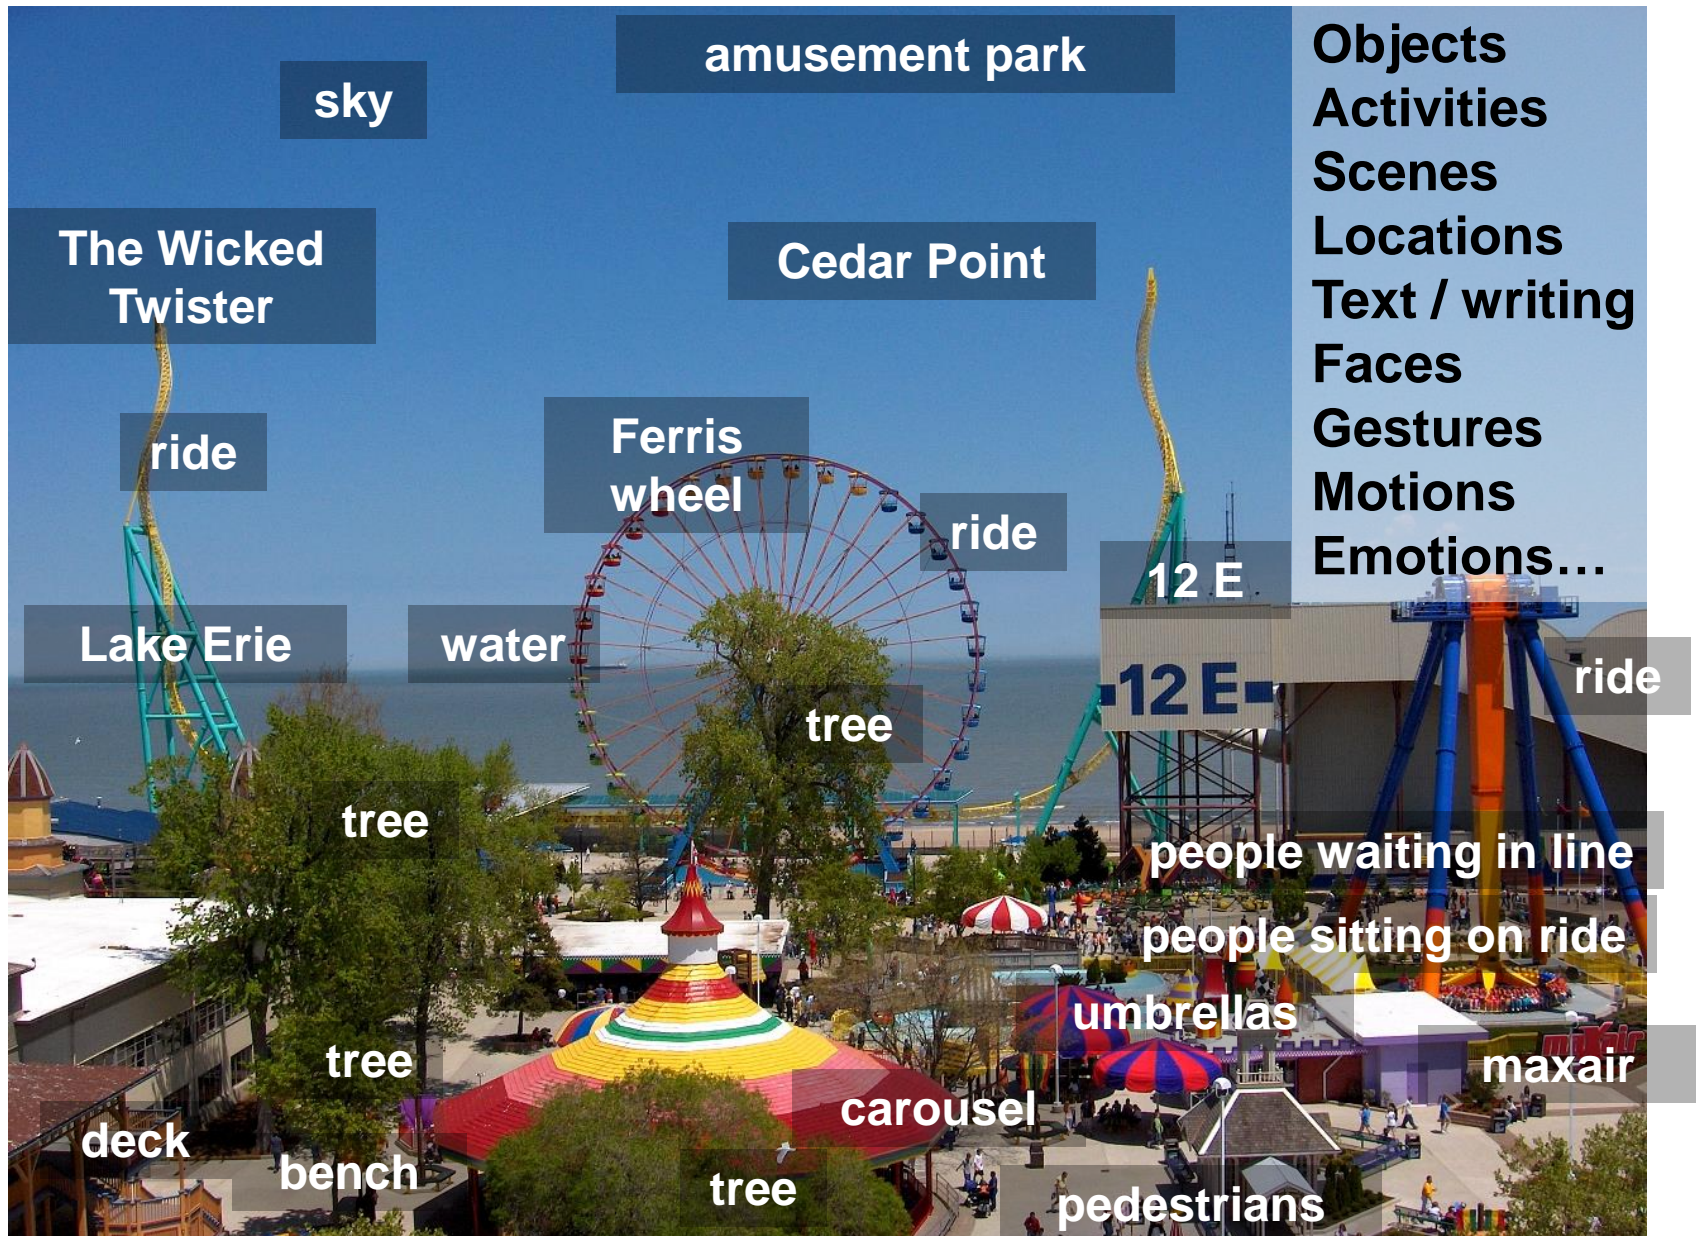 amusement park
sky
The Wicked
Twister
Cedar Point
Objects
Activities
Scenes
Locations
Text / writing
Faces
Gestures
Motions
Emotions…
ride
Ferris
wheel
ride
12 E
Lake Erie
water
ride
12 E
tree
tree
people waiting in line
people sitting on ride
umbrellas
tree
maxair
maxair
carousel
deck
bench
tree
pedestrians